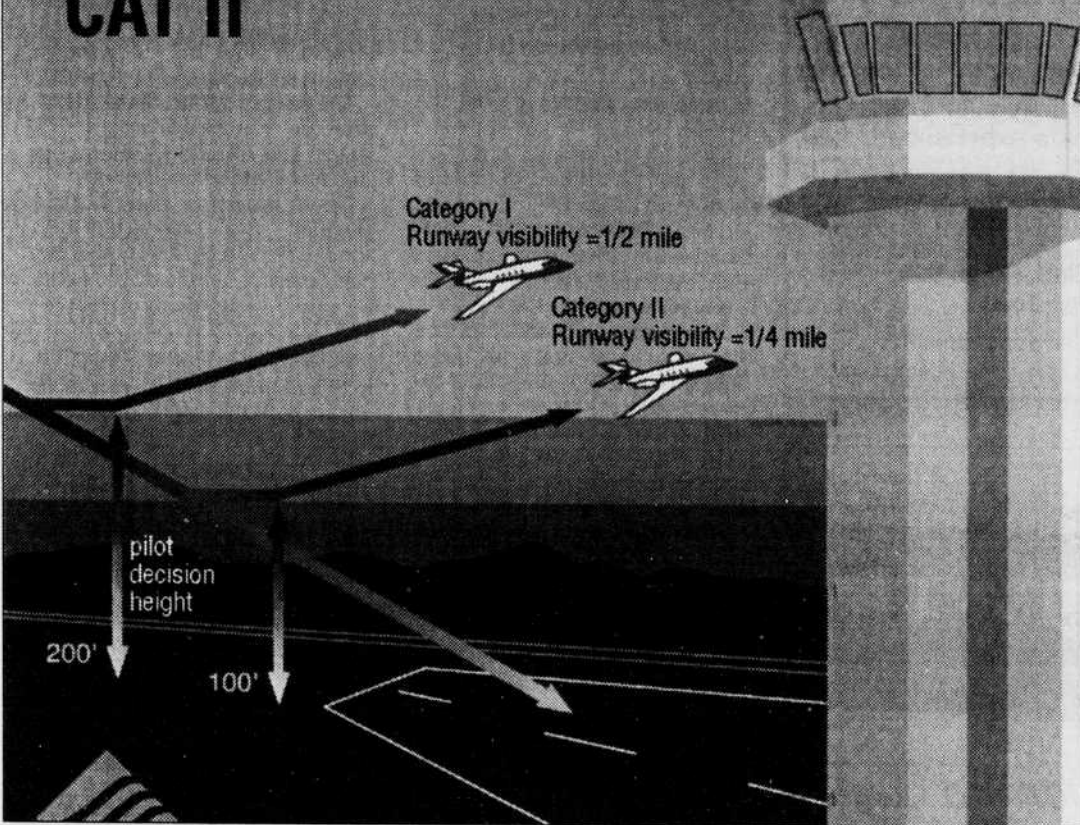 CAT II
Category I
Runway visibility =1/2 mile
Category II
Runway visibility =1/4 mile
pilot
decision
height
200'
100'